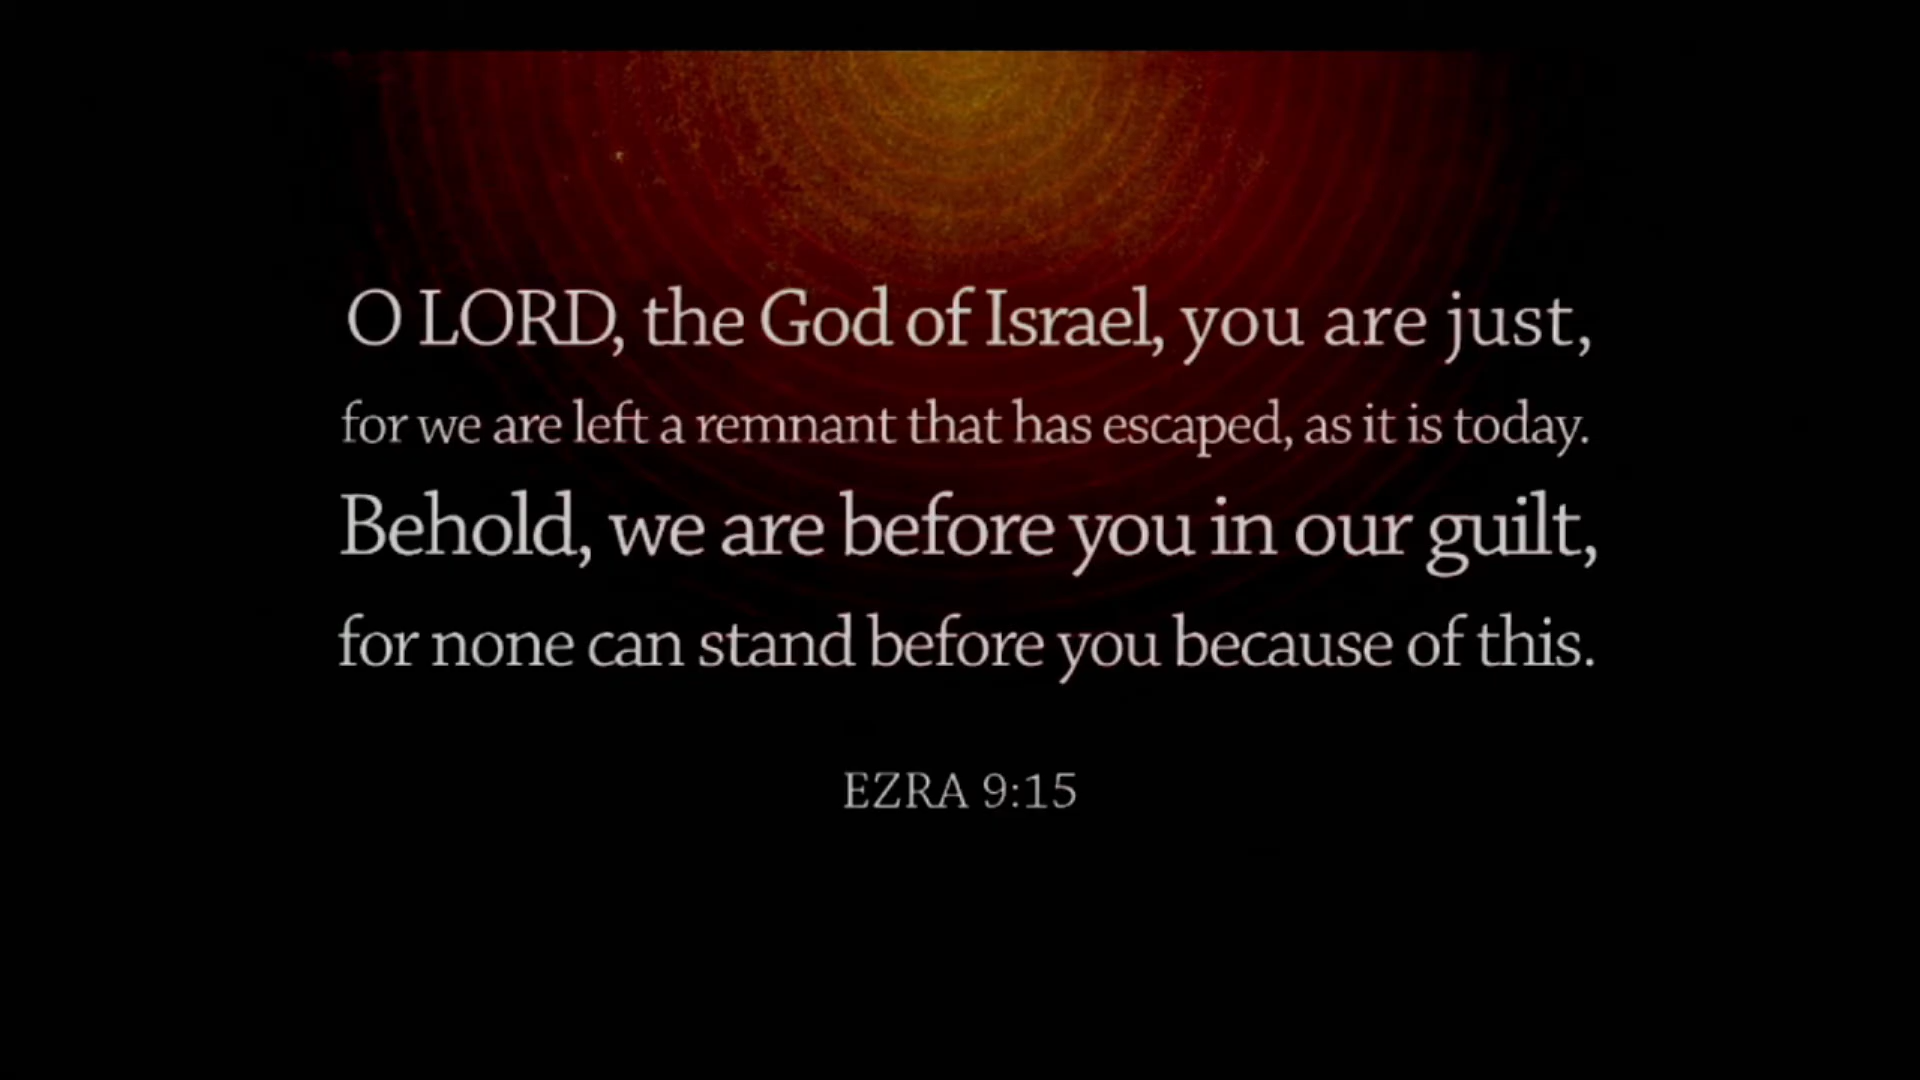 O LORD, the God of Israel, you are just,
for we are left a remnant that has escaped, as it is today.
Behold, we are before you in our guilt,
for none can stand before you because of this.
EZRA 9:15